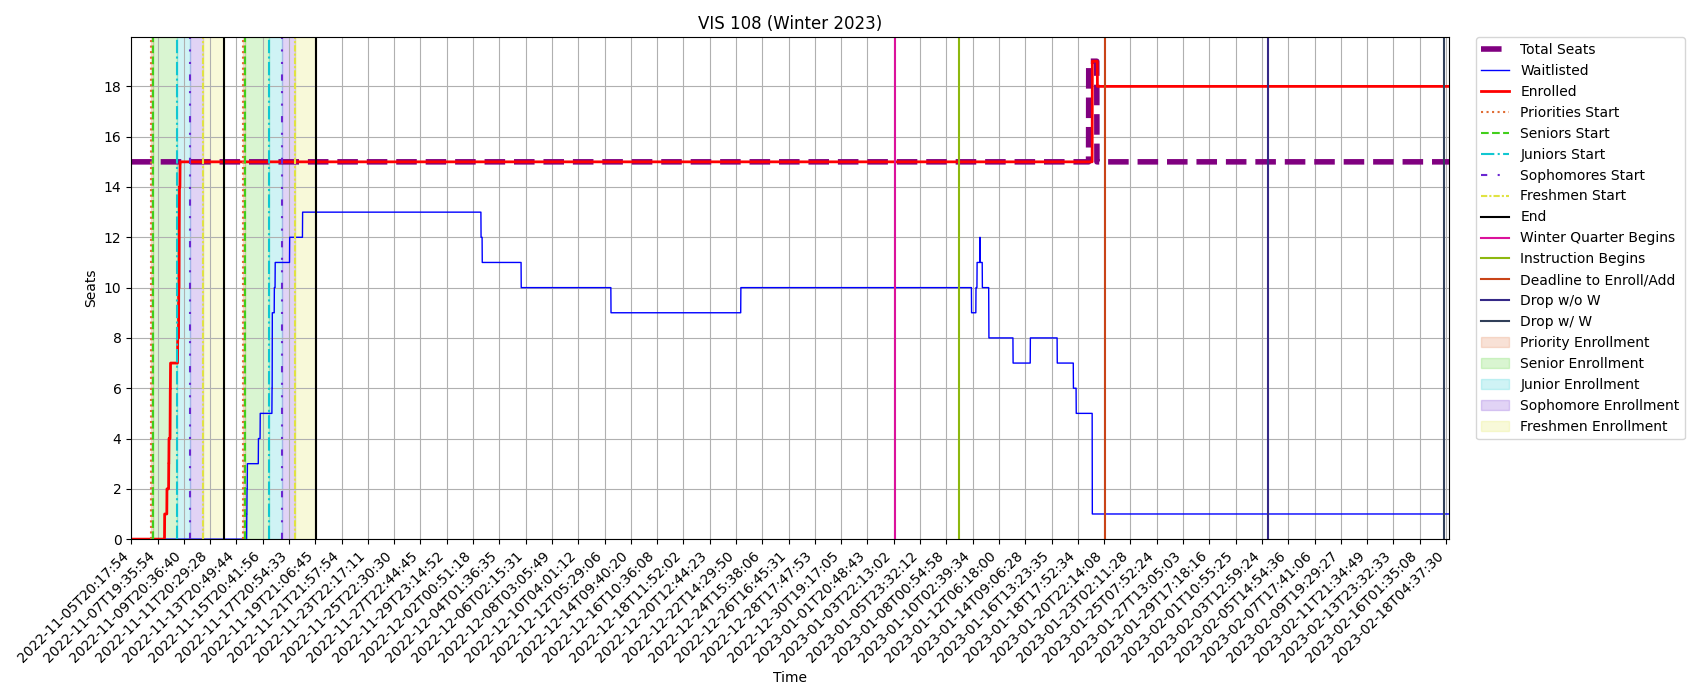 VIS 108 (Winter 2023)
Seats
18
16
14
12
10
8
6
4
2
0
2022-11-05T20:17:54
2022-11-07T19:35:54
2022-11-09T20:36:40
2022-11-11T20:29:28
2022-11-13T20:49:44
2022-11-15T20:41:56
2022-11-17T20:54:33
2022-11-19T21:06:45
2022-11-21T21:57:54
2022-11-23T22:17:11
2022-11-25T22:30:30
2022-11-27T22:44:45
2022-11-29T23:14:52
2022-12-02T00:51:18
2022-12-04T01:36:35
2022-12-06T02:15:31
2022-12-08T03:05:49
2022-12-10T04:01:12
2022-12-12T05:29:06
2022-12-14T09:40:20
2022-12-16T10:36:08
2022-12-18T11:52:02
2022-12-20T12:44:23
2022-12-22T14:29:50
2022-12-24T15:38:06
2022-12-26T16:45:31
2022-12-28T17:47:53
2022-12-30T19:17:05
2023-01-01T20:48:43
2023-01-03T22:13:02
2023-01-05T23:32:12
2023-01-08T00:54:58
2023-01-10T02:39:34
2023-01-12T06:18:00
2023-01-14T09:06:28
2023-01-16T13:23:35
2023-01-18T17:52:34
2023-01-20T22:14:08
2023-01-23T02:11:28
2023-01-25T07:52:24
2023-01-27T13:05:03
2023-01-29T17:18:16
2023-02-01T10:55:25
2023-02-03T12:59:24
2023-02-05T14:54:36
2023-02-07T17:41:06
2023-02-09T19:29:27
2023-02-11T21:34:49
2023-02-13T23:32:33
2023-02-16T01:35:08
2023-02-18T04:37:30
Time
Total Seats
Waitlisted
Enrolled
Priorities Start
Seniors Start
Juniors Start
Sophomores Start
Freshmen Start
End
Winter Quarter Begins
Instruction Begins
Deadline to Enroll/Add
Drop w/o W
Drop w/ W
Priority Enrollment
Senior Enrollment
Junior Enrollment
Sophomore Enrollment
Freshmen Enrollment